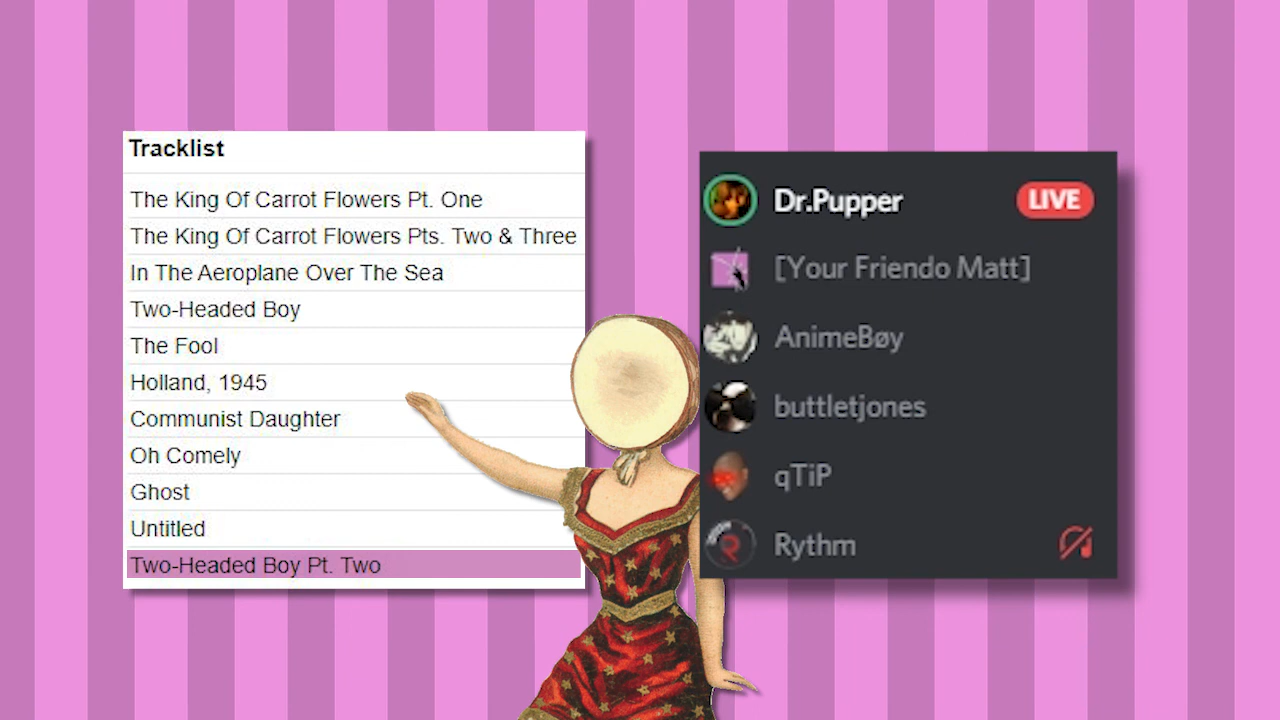 Tracklist
The King Of Carrot Flowers Pt. One
The King Of Carrot Flowers Pts. Two & Three
In The Aeroplane Over The Sea
Two-Headed Boy
The Fool
Holland, 1945
Communist Daughter
Oh Comely
Ghost
Untitled
Two-Headed Boy Pt. Two
Dr.Pupper LIVE
[Your Friendo Matt]
AnimeBøy
buttletjones
qTiP
Rythm